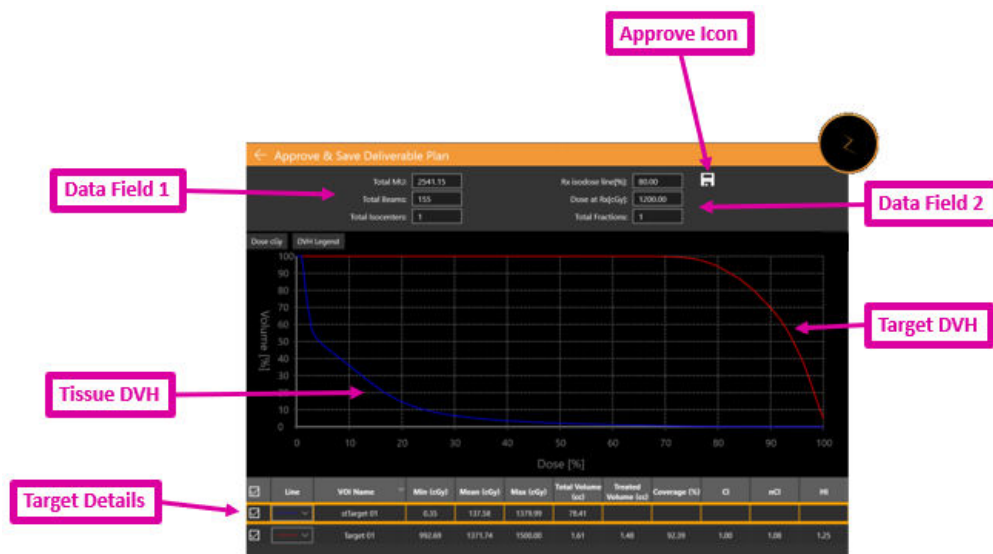 Approve Icon
Z
← Approve & Save Deliverable Plan
Data Field 1
Total MU: 2541.15
Rx isodose line[%]: 80.00
Total Beams: 155
Dose at Rx[cGy]: 1200.00
Data Field 2
Total Isocenters: 1
Total Fractions: 1
Dose cGy
DVH Legend
100
90
80
70
60
50
40
30
20
10
0
Volume [%]
Target DVH
Tissue DVH
0 10 20 30 40 50 60 70 80 90 100
Dose [%]
Target Details
Line VOI Name Min (cGy) Mean (cGy) Max (cGy) Total Volume (cc) Treated Volume (cc) Coverage (%) CI nCI HI
ofTarget 01 0.35 137.58 1379.99 78.41
Target 01 992.69 1371.74 1500.00 1.61 1.48 92.39 1.00 1.08 1.25